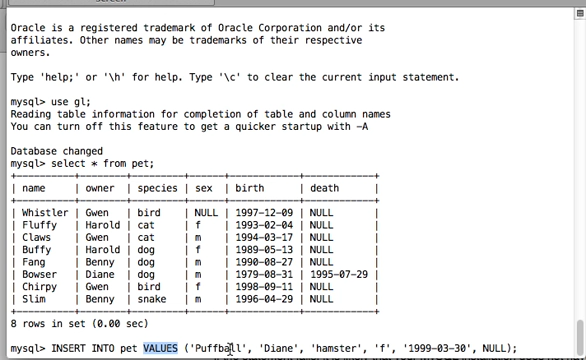 Oracle is a registered trademark of Oracle Corporation and/or its
affiliates. Other names may be trademarks of their respective
owners.
Type 'help;' or '\h' for help. Type '\c' to clear the current input statement.
mysql> use gl;
Reading table information for completion of table and column names
You can turn off this feature to get a quicker startup with -A
Database changed
mysql> select * from pet;
+----------+--------+---------+------+------------+------------+
| name | owner | species | sex | birth | death |
+----------+--------+---------+------+------------+------------+
| Whistler | Gwen | bird | NULL | 1997-12-09 | NULL |
| Fluffy | Harold | cat | f | 1993-02-04 | NULL |
| Claws | Gwen | cat | m | 1994-03-17 | NULL |
| Buffy | Harold | dog | f | 1989-05-13 | NULL |
| Fang | Benny | dog | m | 1990-08-27 | NULL |
| Bowser | Diane | dog | m | 1979-08-31 | 1995-07-29 |
| Chirpy | Gwen | bird | f | 1998-09-11 | NULL |
| Slim | Benny | snake | m | 1996-04-29 | NULL |
+----------+--------+---------+------+------------+------------+
8 rows in set (0.00 sec)
mysql> INSERT INTO pet VALUES ('Puffball', 'Diane', 'hamster', 'f', '1999-03-30', NULL);